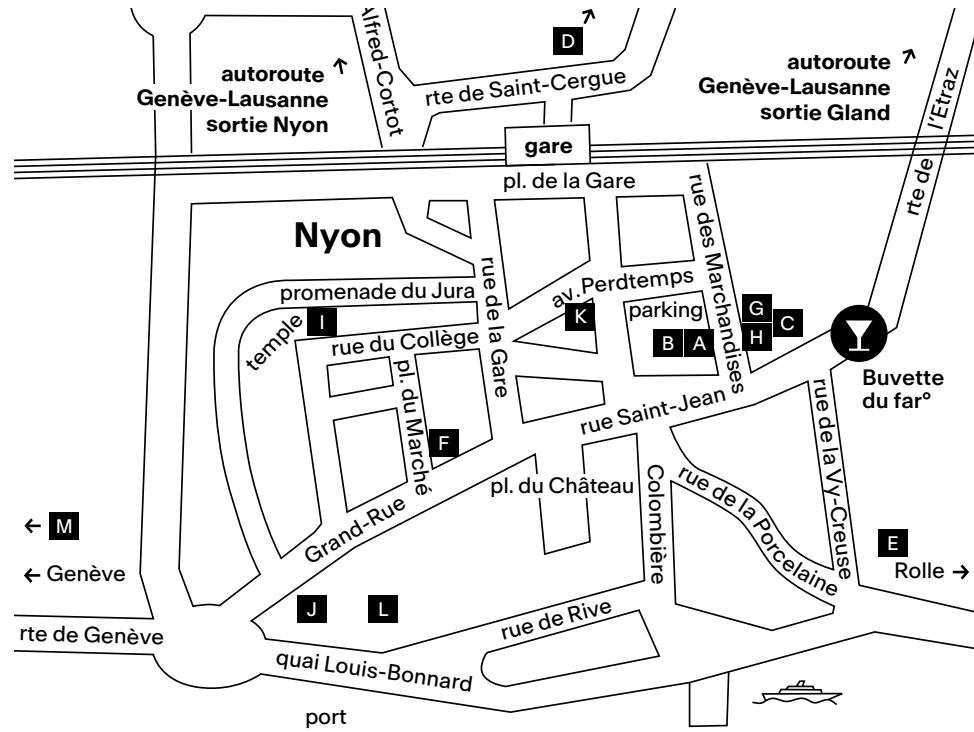 Alfred-Cortot
D
autoroute
Genève-Lausanne
sortie Nyon
rte de Saint-Cergue
autoroute
Genève-Lausanne
sortie Gland
rte de l’Etraz
gare
pl. de la Gare
Nyon
rue des Marchandises
rue de la Gare
av. Perdtemps
promenade du Jura
temple
I
rue du Collège
K
parking
B
A
G
H
C
Buvette
du far°
pl. du Marché
F
rue Saint-Jean
rue de la Vy-Creuse
pl. du Château
Colombière
rue de la Porcelaine
Grand-Rue
M
Genève
E
Rolle
J
L
rue de Rive
rte de Genève
quai Louis-Bonnard
port